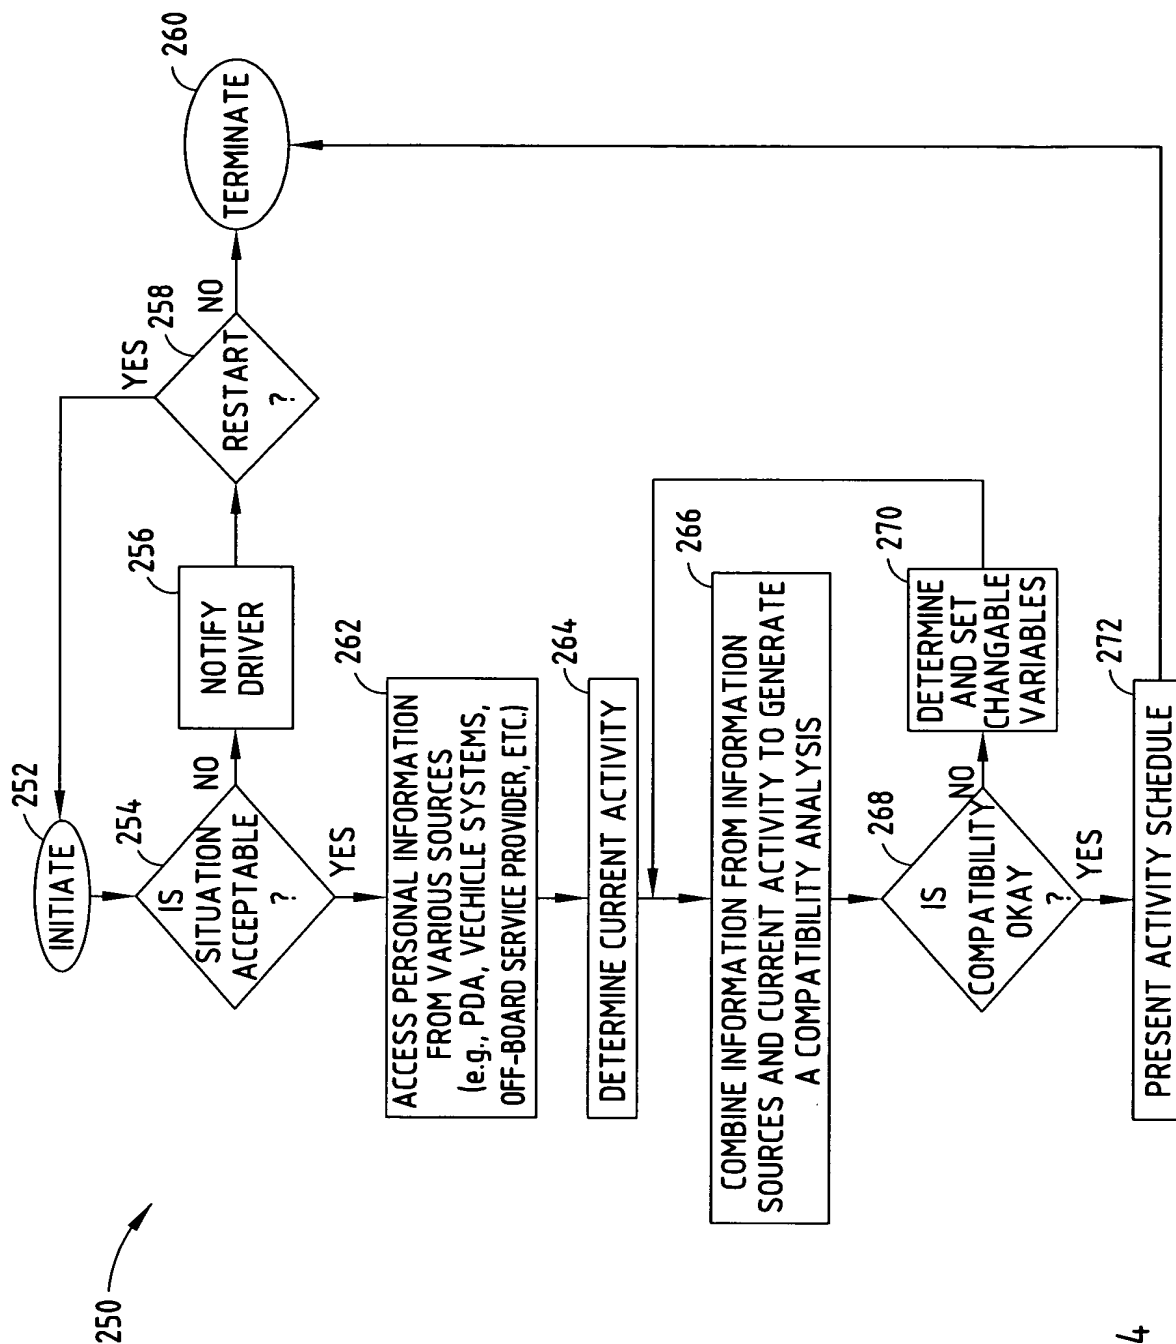 250
252
INITIATE
254
IS
SITUATION
ACCEPTABLE
?
NO
YES
256
NOTIFY
DRIVER
258
RESTART
?
YES
NO
260
TERMINATE
262
ACCESS PERSONAL INFORMATION
FROM VARIOUS SOURCES
(e.g., PDA, VECHICLE SYSTEMS,
OFF-BOARD SERVICE PROVIDER, ETC.)
264
DETERMINE CURRENT ACTIVITY
266
COMBINE INFORMATION FROM INFORMATION
SOURCES AND CURRENT ACTIVITY TO GENERATE
A COMPATIBILITY ANALYSIS
268
IS
COMPATIBILITY
OKAY
?
NO
YES
270
DETERMINE
AND SET
CHANGABLE
VARIABLES
272
PRESENT ACTIVITY SCHEDULE
4